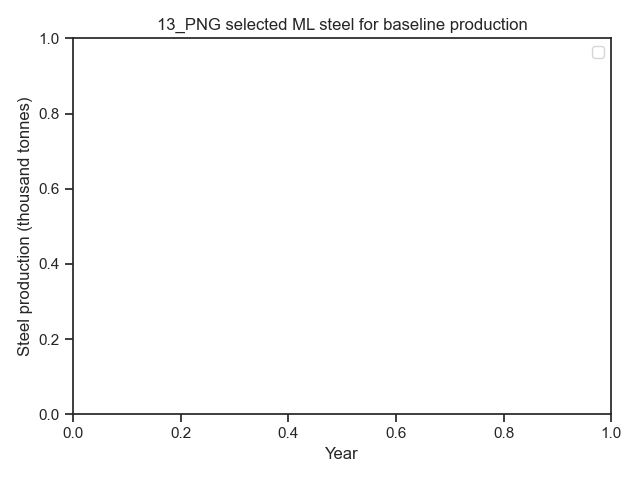 13_PNG selected ML steel for baseline production
1.0
0.8
0.6
0.4
0.2
0.0
Steel production (thousand tonnes)
0.0 0.2 0.4 0.6 0.8 1.0
Year